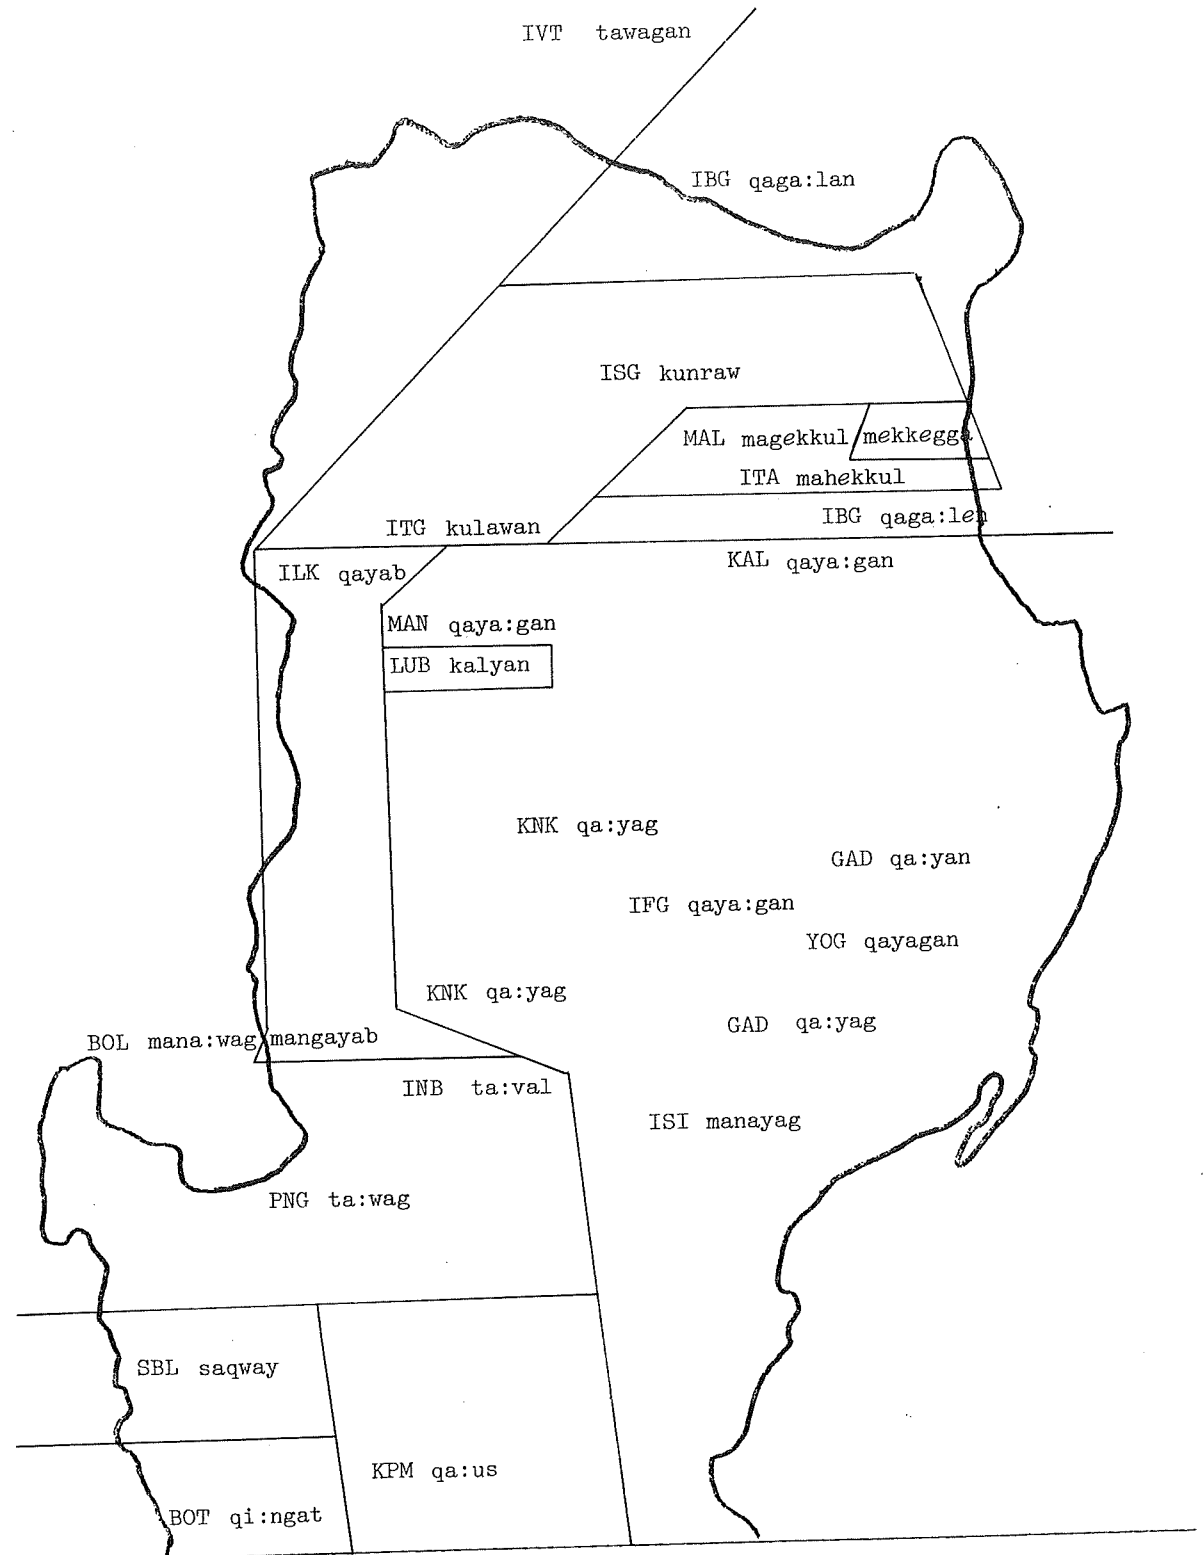 IVT tawagan
IBG qaga:lan
ISG kunraw
MAL magekkul mekkegga
ITA mahekkul
IBG qaga:len
ITG kulawan
KAL qaya:gan
ILK qayab
MAN qaya:gan
LUB kalyan
KNK qa:yag
GAD qa:yan
IFG qaya:gan
YOG qayagan
KNK qa:yag
GAD qa:yag
BOL mana:wag mangayab
INB ta:val
ISI manayag
PNG ta:wag
SBL saqway
KPM qa:us
BOT qi:ngat